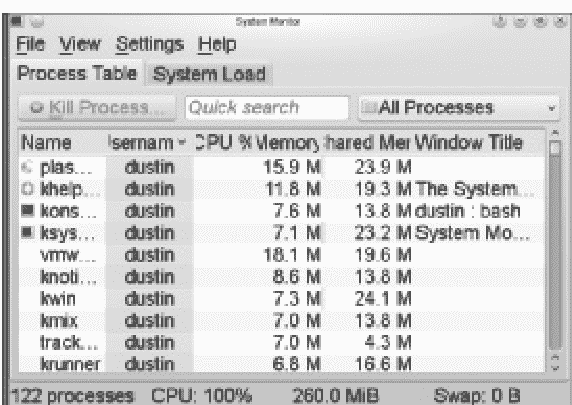 System Monitor
File View Settings Help
Process Table System Load
Kill Process... Quick search All Processes
Name Isernam CPU % Memory hared Mer Window Title
plas... dustin 15.9 M 23.9 M
khelp... dustin 11.8 M 19.3 M The System...
kons... dustin 7.6 M 13.8 M dustin : bash
ksys... dustin 7.1 M 23.2 M System Mo...
vmw... dustin 18.1 M 19.6 M
knoti... dustin 8.6 M 13.8 M
kwin dustin 7.3 M 24.1 M
kmix dustin 7.0 M 13.8 M
track... dustin 7.0 M 4.3 M
krunner dustin 6.8 M 16.6 M
122 processes CPU: 100% 260.0 MiB Swap: 0 B